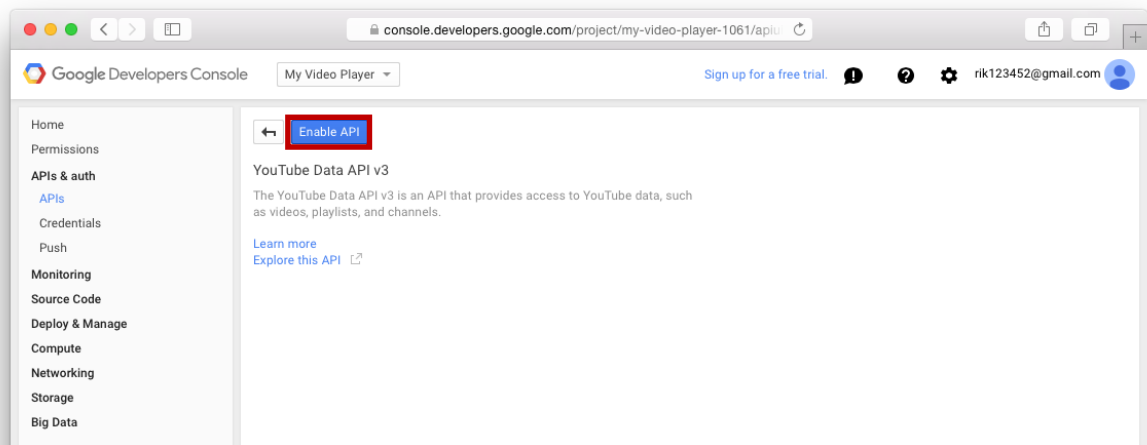 console.developers.google.com/project/my-video-player-1061/apiu
Google Developers Console
My Video Player
Sign up for a free trial.
rik123452@gmail.com
Home
Permissions
APIs & auth
APIs
Credentials
Push
Monitoring
Source Code
Deploy & Manage
Compute
Networking
Storage
Big Data
Enable API
YouTube Data API v3
The YouTube Data API v3 is an API that provides access to YouTube data, such
as videos, playlists, and channels.
Learn more
Explore this API